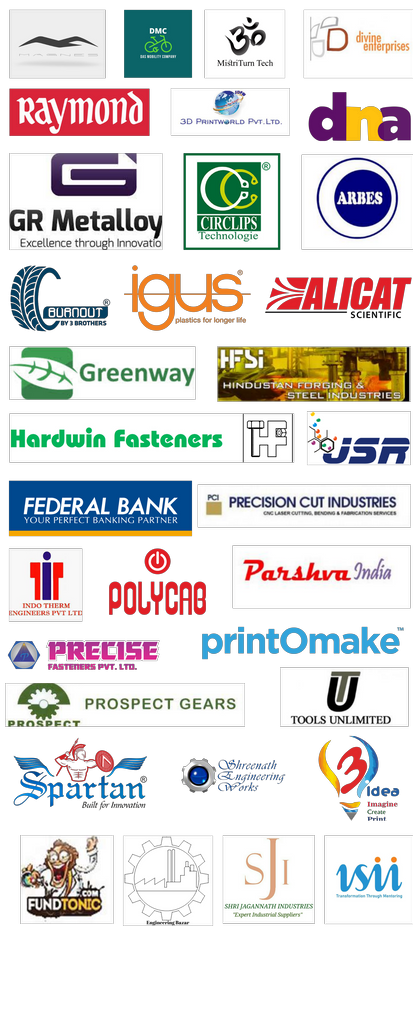 DMC
DAS MOBILITY COMPANY
MistriTurn Tech
divine
enterprises
Raymond
3D PRINTWORLD PVT.LTD.
dna
GR Metalloy
Excellence through Innovatio
®
CIRCLIPS
Technologie
ARBES
BURNOUT®
BY 3 BROTHERS
igus®
plastics for longer life
ALICAT
SCIENTIFIC
Greenway
HFSi
HINDUSTAN FORGING &
STEEL INDUSTRIES
Hardwin Fasteners
HF
JSR
FEDERAL BANK
YOUR PERFECT BANKING PARTNER
PCI
PRECISION CUT INDUSTRIES
CNC LASER CUTTING, BENDING & FABRICATION SERVICES
INDO THERM
ENGINEERS PVT LTD
POLYCAB
Parshva India
PRECISE
FASTENERS PVT. LTD.
printOmake™
PROSPECT
PROSPECT GEARS
TU
TOOLS UNLIMITED
Spartan®
Built for Innovation
Shreenath
Engineering
Works
3idea
Imagine
Create
Print
FUNDTONIC
.COM
Engineering Bazar
SJI
SHRI JAGANNATH INDUSTRIES
"Expert Industrial Suppliers"
isii
Transformation Through Mentoring